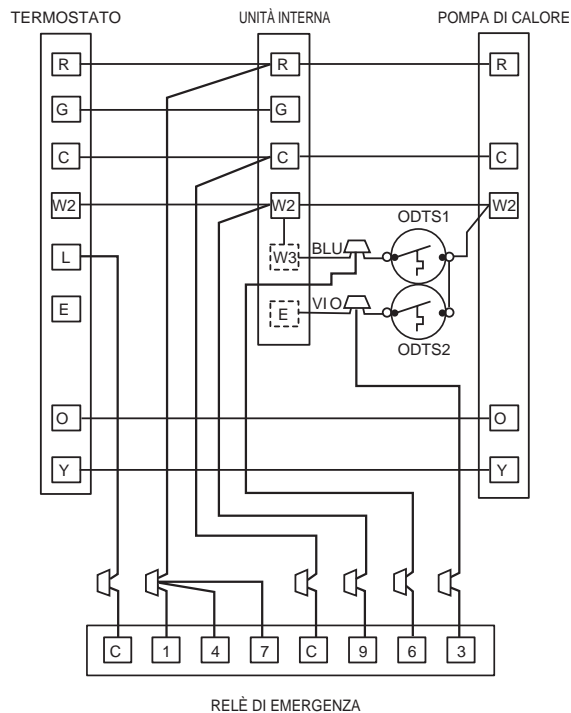 TERMOSTATO
UNITÀ INTERNA
POMPA DI CALORE
R R R
G G
C C C
W2 W2 W2
ODTS1
L BLU
W3
E VIO
E
ODTS2
O O
Y Y
C 1 4 7 C 9 6 3
RELÈ DI EMERGENZA